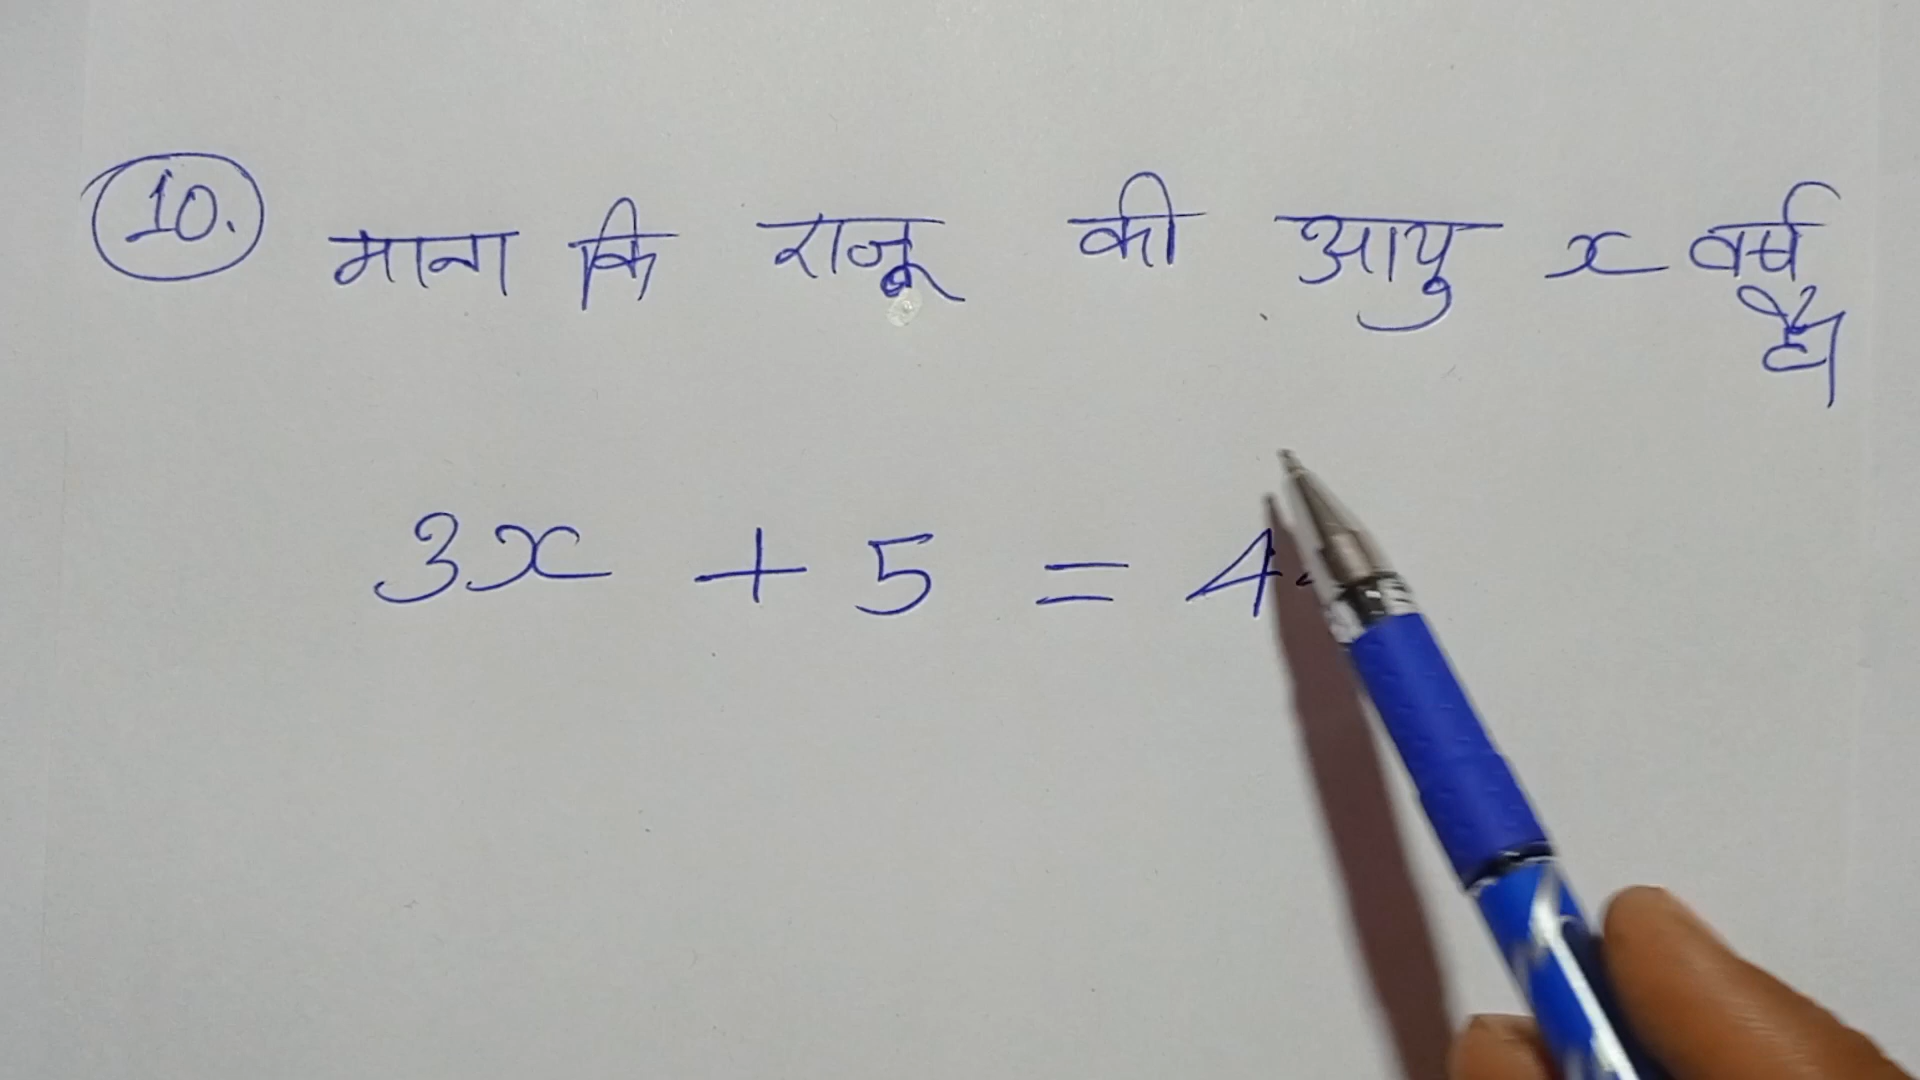 10. माना कि राजू की आयु x वर्ष
है।
3x + 5 = 4